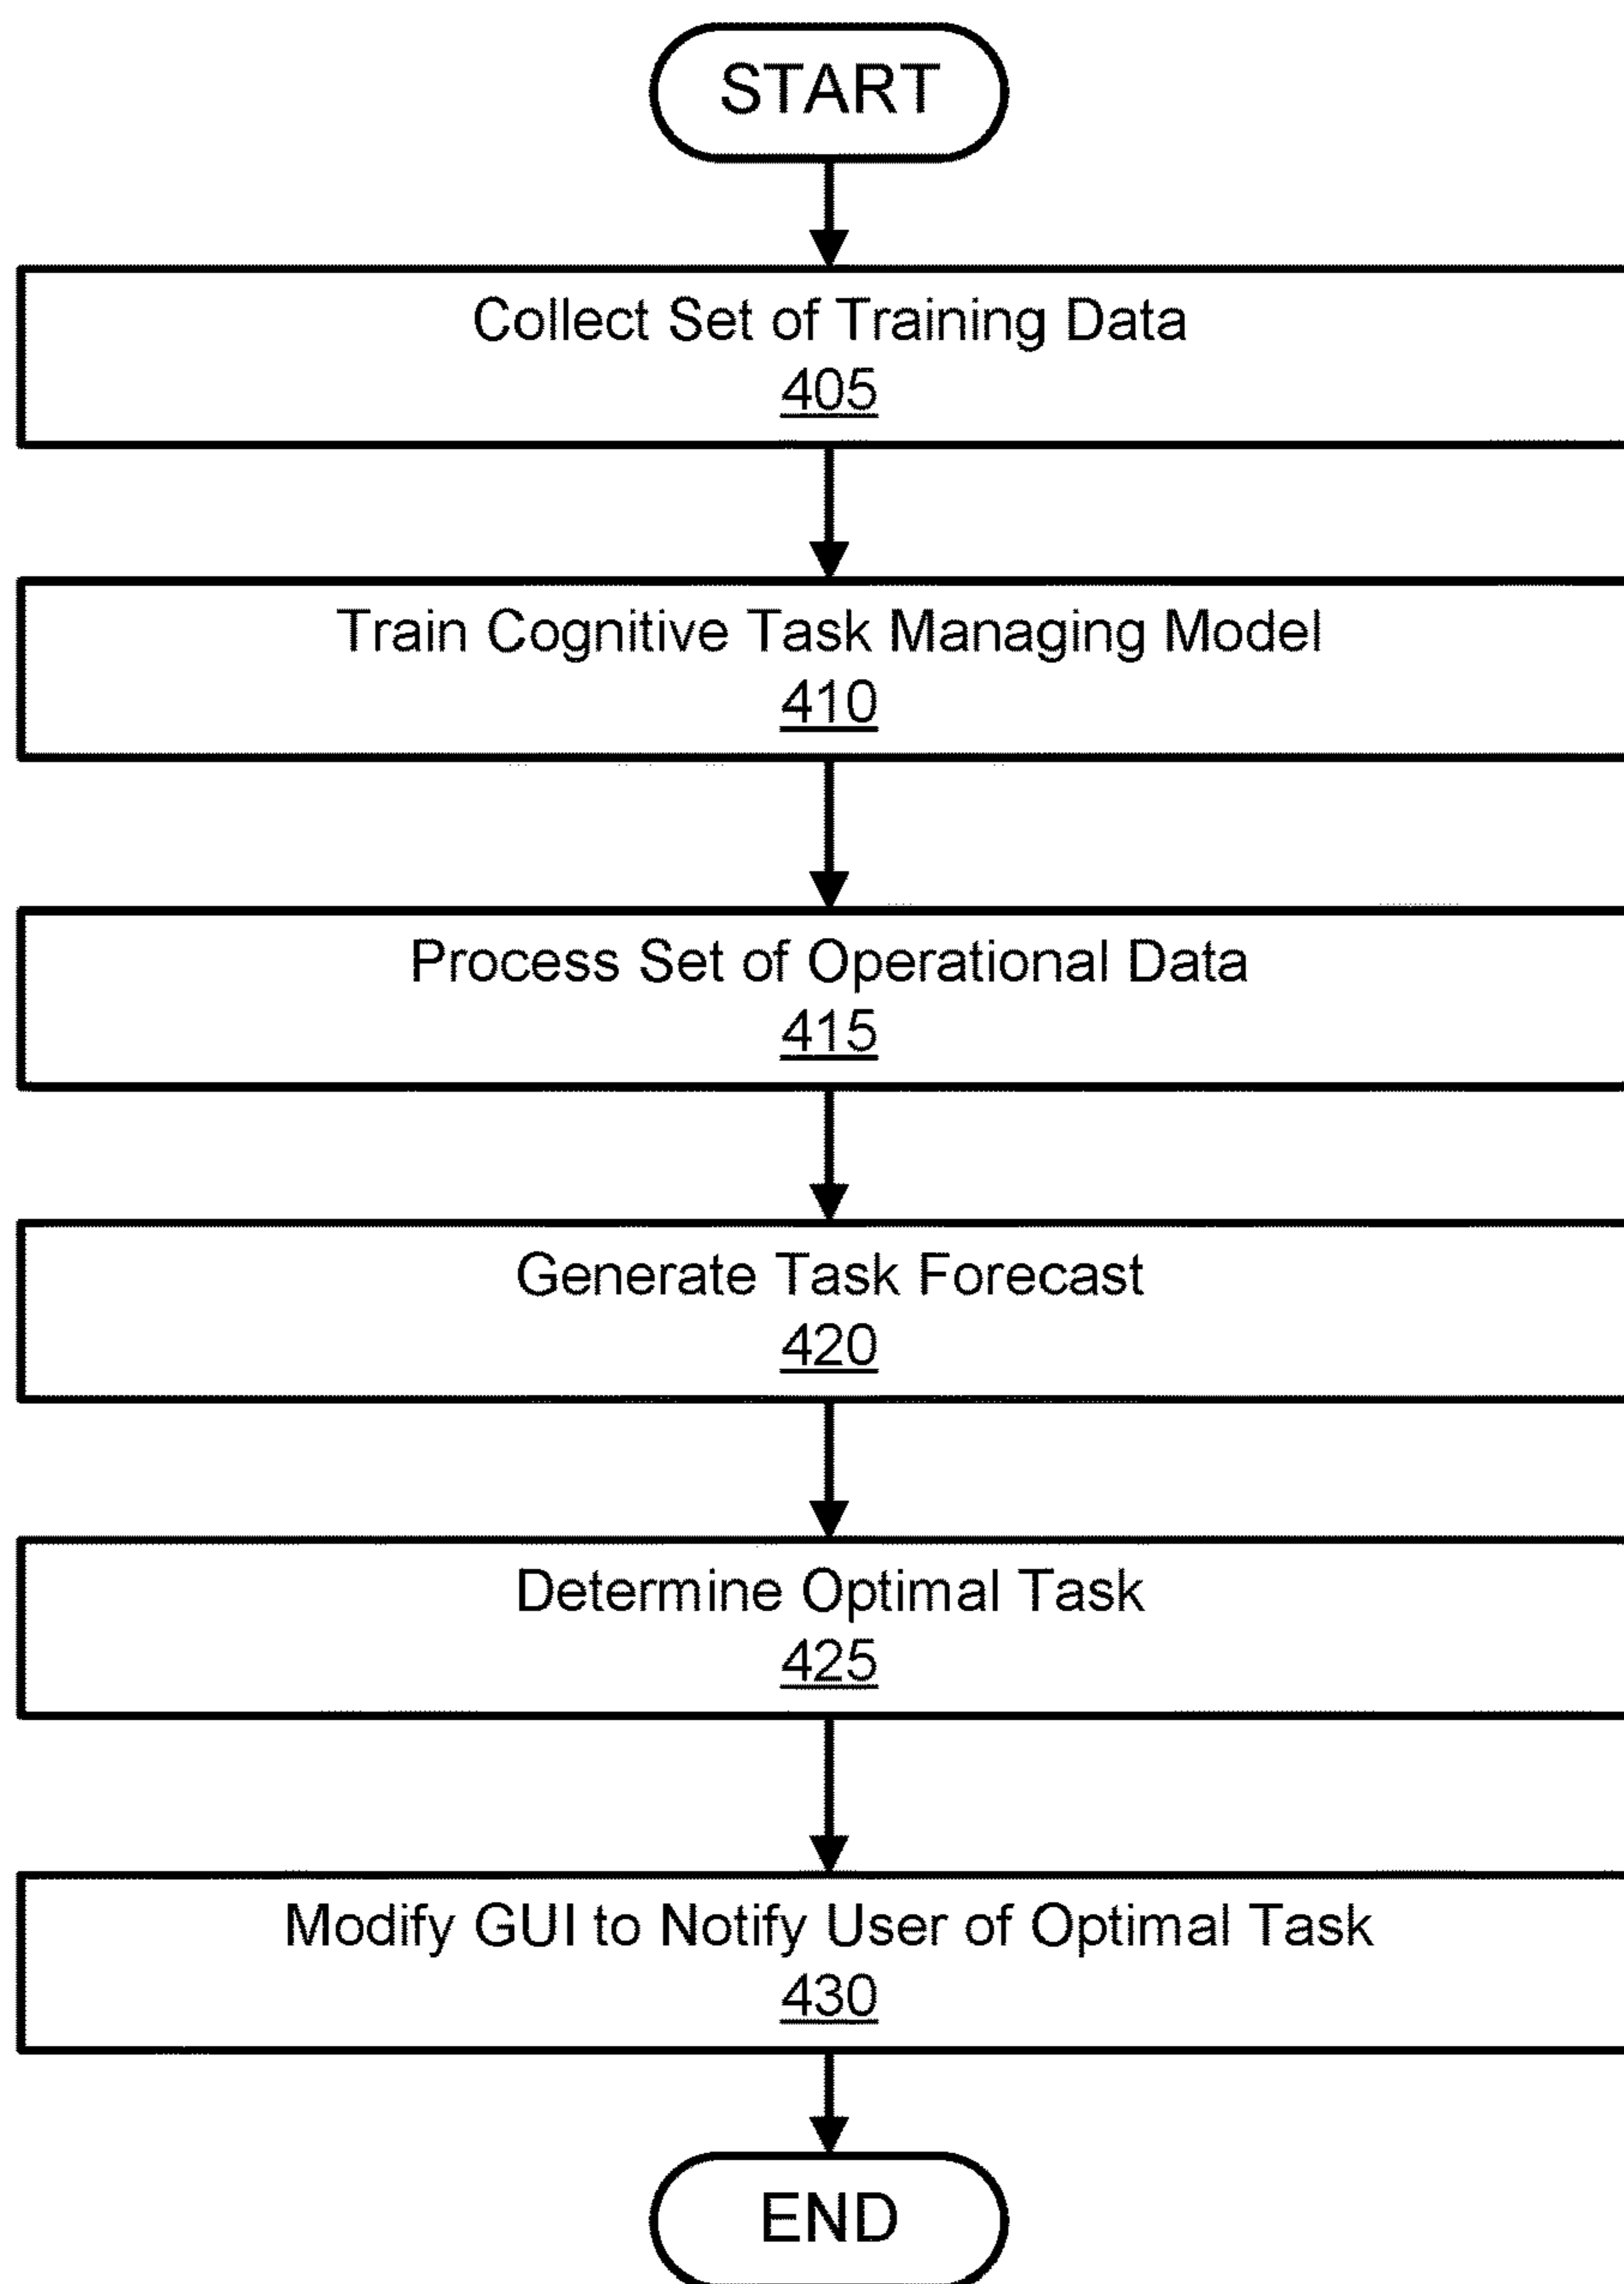 START
Collect Set of Training Data
405
Train Cognitive Task Managing Model
410
Process Set of Operational Data
415
Generate Task Forecast
420
Determine Optimal Task
425
Modify GUI to Notify User of Optimal Task
430
END